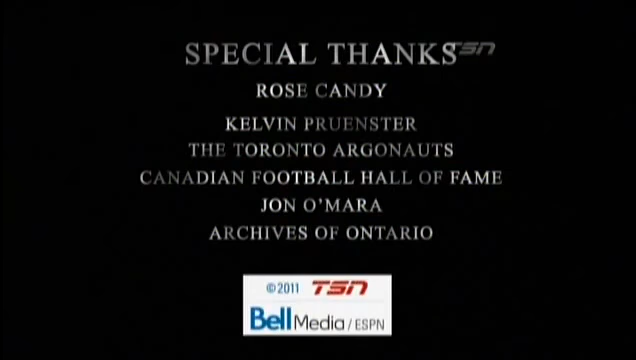 SPECIAL THANKS
TSN
ROSE CANDY
KELVIN PRUENSTER
THE TORONTO ARGONAUTS
CANADIAN FOOTBALL HALL OF FAME
JON O'MARA
ARCHIVES OF ONTARIO
©2011 TSN
Bell Media / ESPN